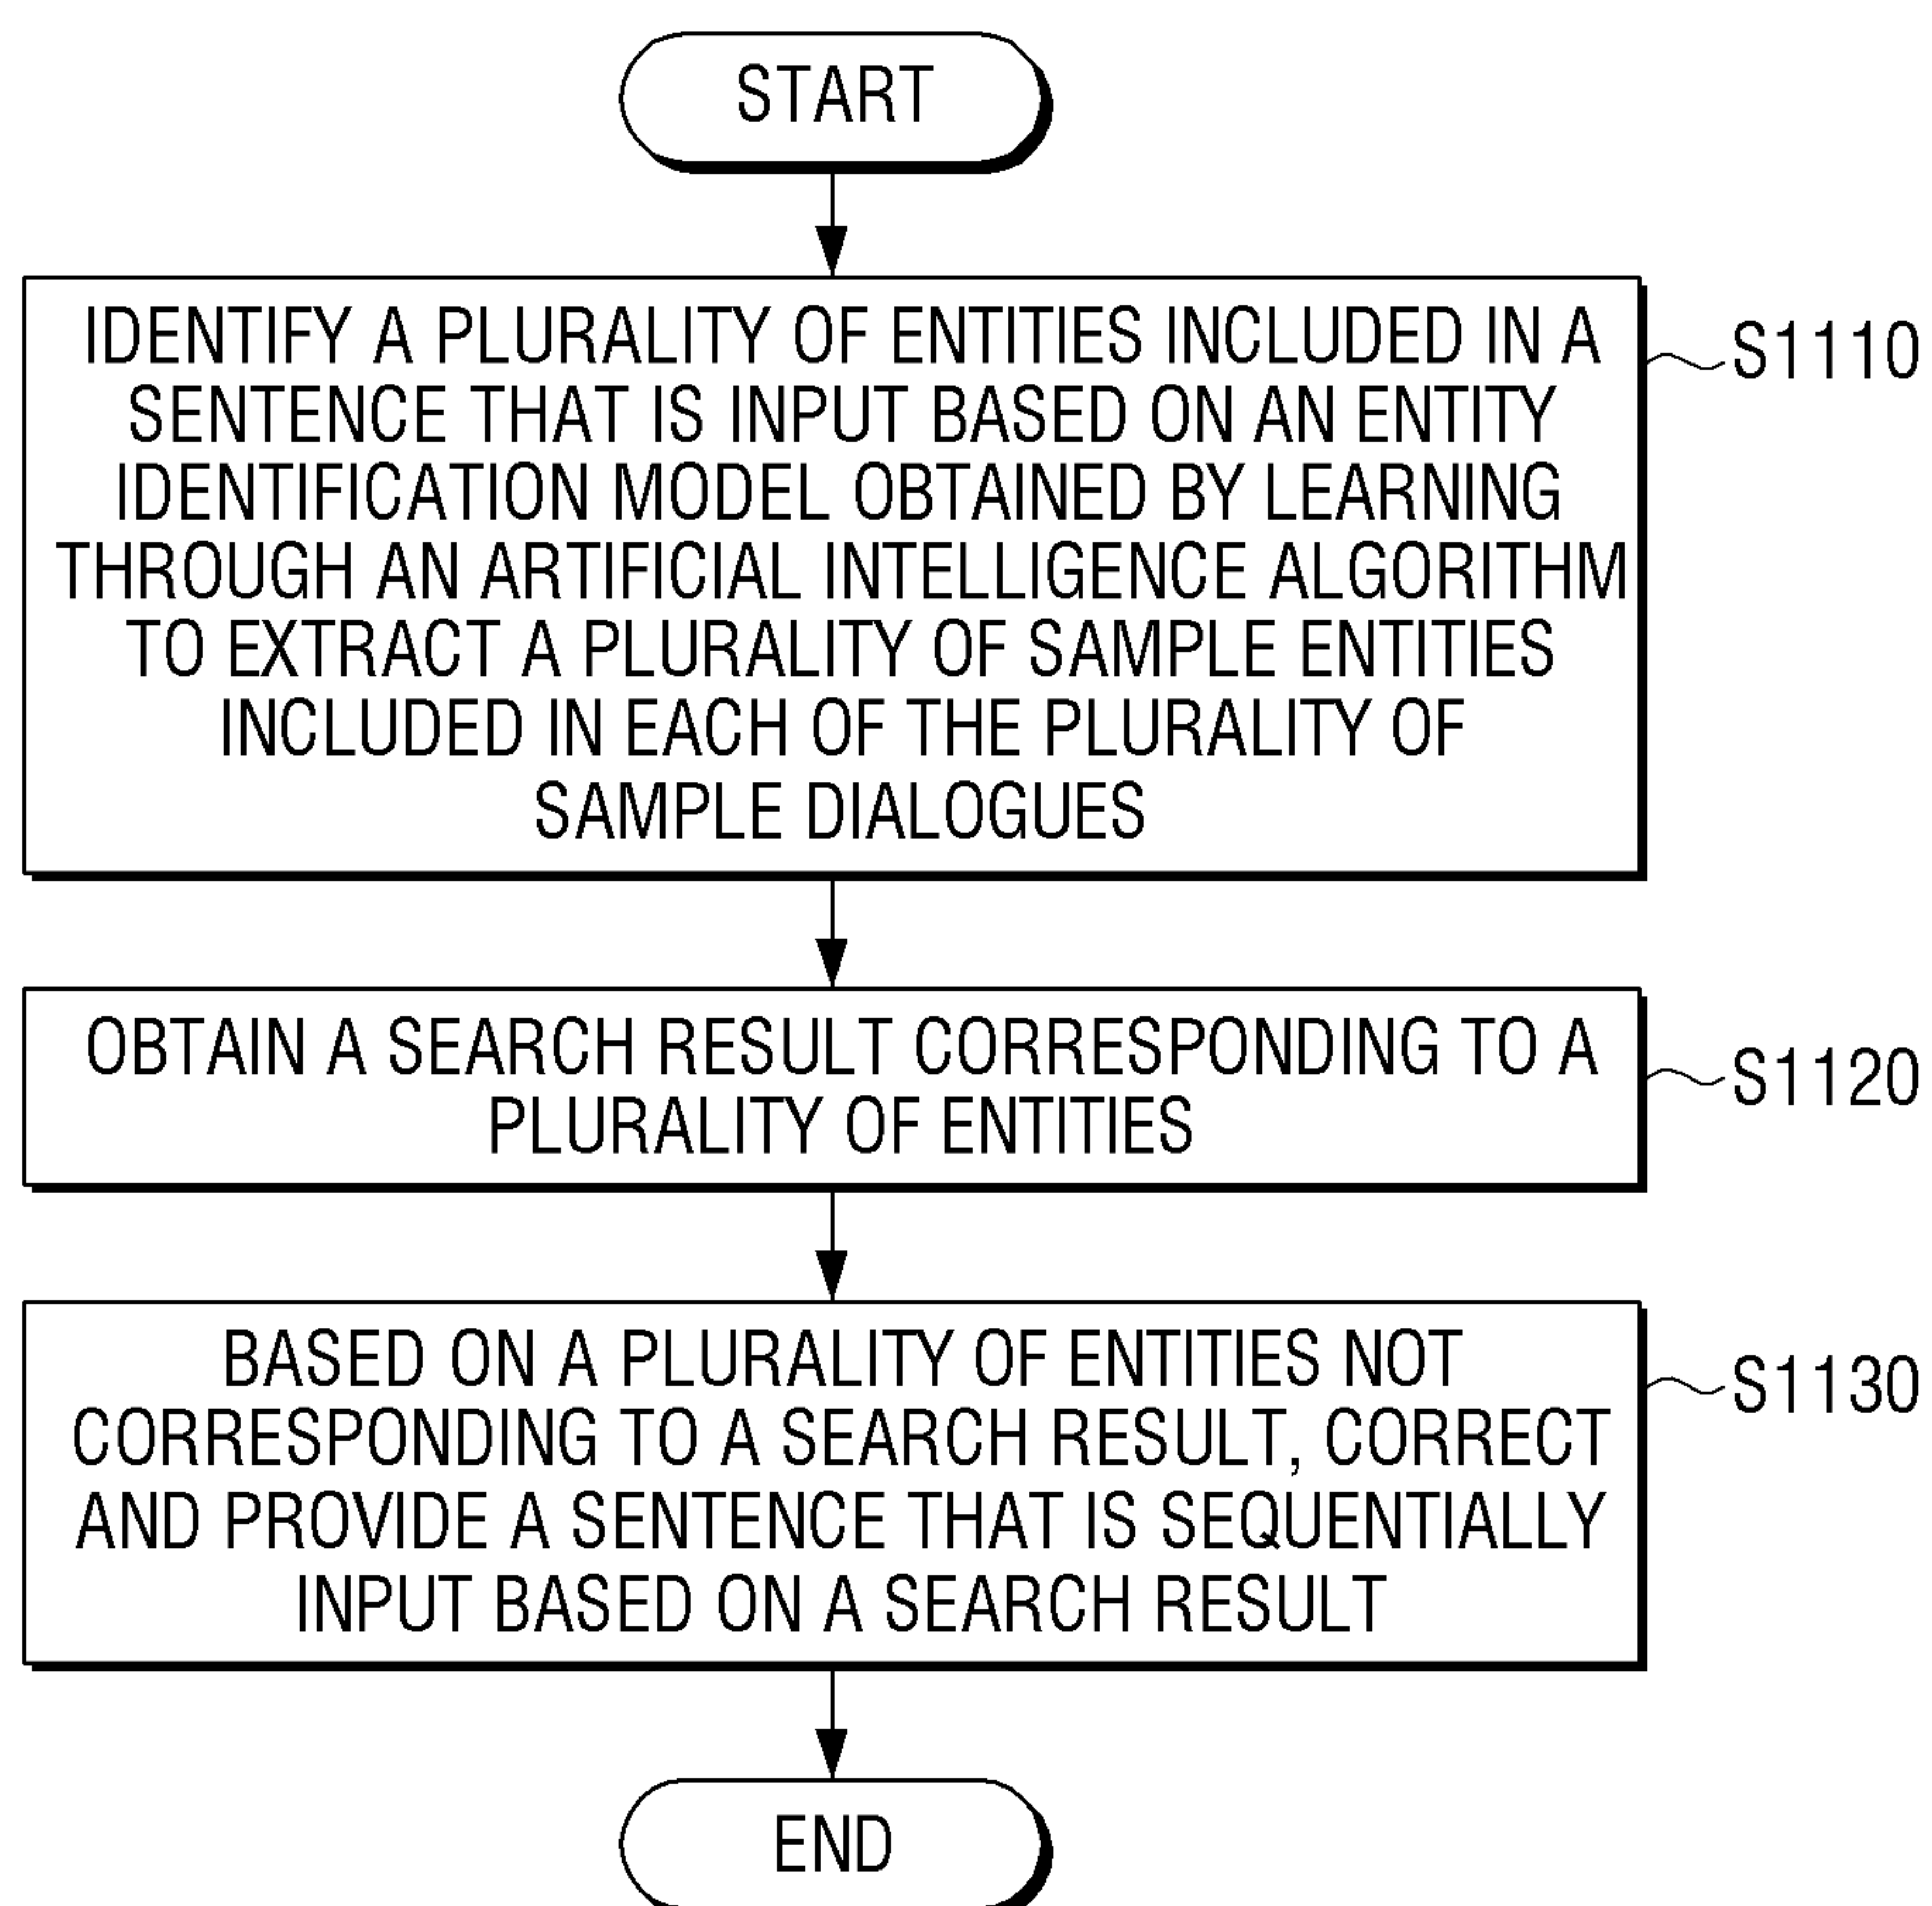 START
IDENTIFY A PLURALITY OF ENTITIES INCLUDED IN A
SENTENCE THAT IS INPUT BASED ON AN ENTITY
IDENTIFICATION MODEL OBTAINED BY LEARNING
THROUGH AN ARTIFICIAL INTELLIGENCE ALGORITHM
TO EXTRACT A PLURALITY OF SAMPLE ENTITIES
INCLUDED IN EACH OF THE PLURALITY OF
SAMPLE DIALOGUES
S1110
OBTAIN A SEARCH RESULT CORRESPONDING TO A
PLURALITY OF ENTITIES
S1120
BASED ON A PLURALITY OF ENTITIES NOT
CORRESPONDING TO A SEARCH RESULT, CORRECT
AND PROVIDE A SENTENCE THAT IS SEQUENTIALLY
INPUT BASED ON A SEARCH RESULT
S1130
END